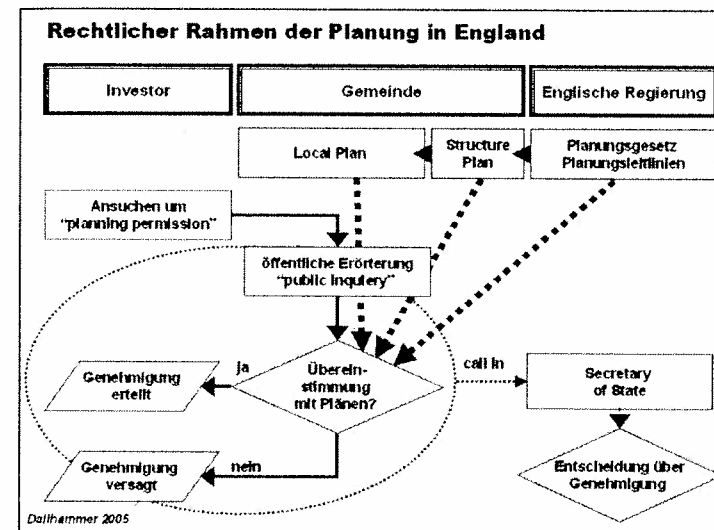 Rechtlicher Rahmen der Planung in England
Investor
Gemeinde
Englische Regierung
Local Plan
Structure
Plan
Planungsgesetz
Planungsleitlinien
Ansuchen um
"planning permission"
öffentliche Erörterung
"public inquiery"
Überein-
stimmung
mit Plänen?
ja
Genehmigung
erteilt
call in
Secretary
of State
nein
Genehmigung
versagt
Entscheidung über
Genehmigung
Dallhammer 2005